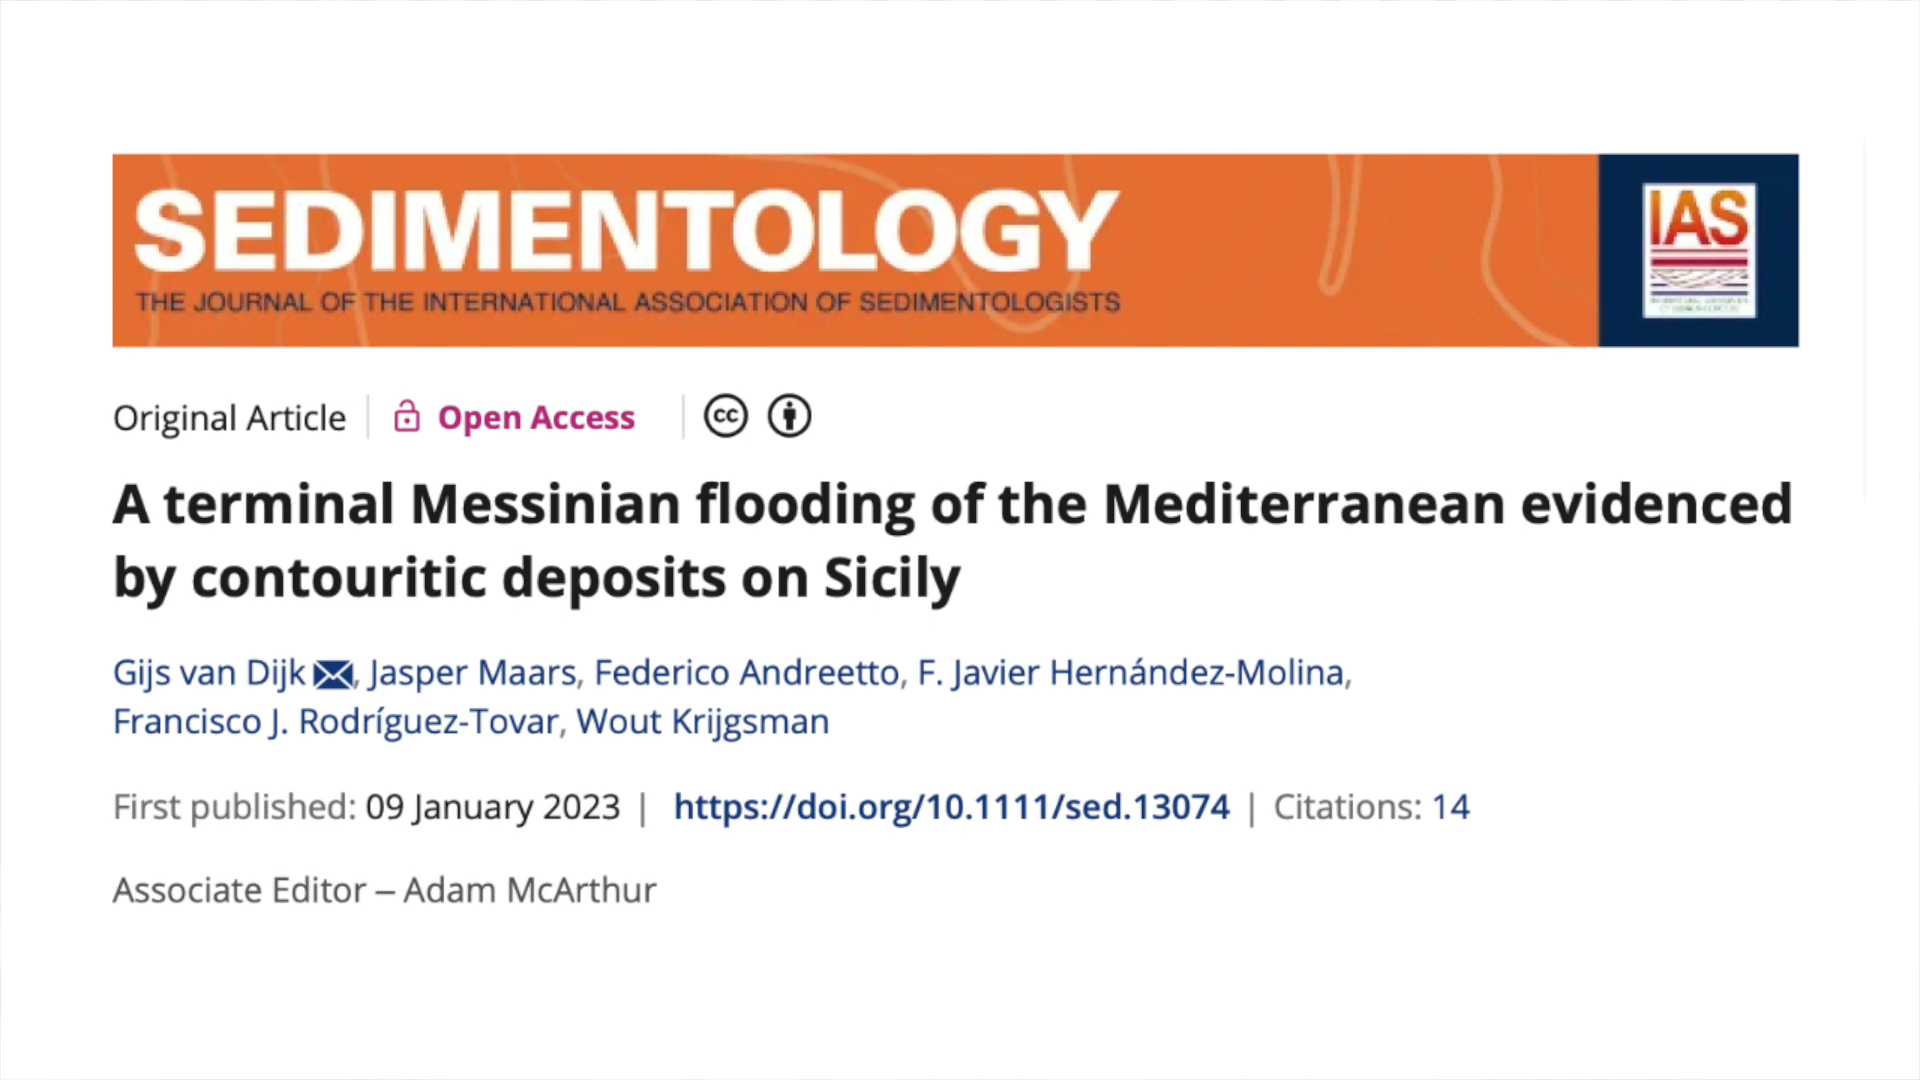 SEDIMENTOLOGY
THE JOURNAL OF THE INTERNATIONAL ASSOCIATION OF SEDIMENTOLOGISTS
IAS
Original Article
Open Access
cc
A terminal Messinian flooding of the Mediterranean evidenced
by contouritic deposits on Sicily
Gijs van Dijk, Jasper Maars, Federico Andreetto, F. Javier Hernández-Molina,
Francisco J. Rodríguez-Tovar, Wout Krijgsman
First published: 09 January 2023 | https://doi.org/10.1111/sed.13074 | Citations: 14
Associate Editor – Adam McArthur